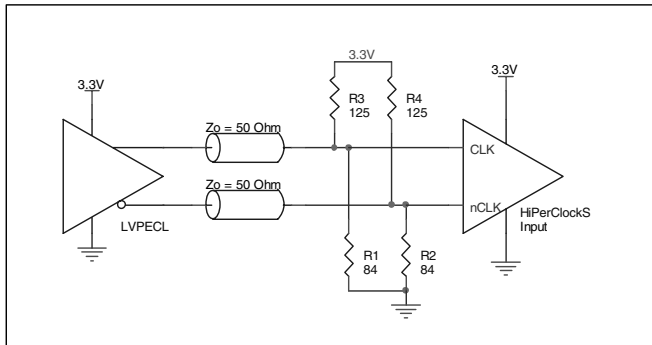 3.3V
3.3V
3.3V
R3
125
R4
125
Zo = 50 Ohm
CLK
Zo = 50 Ohm
nCLK
LVPECL
HiPerClockS
Input
R1
84
R2
84